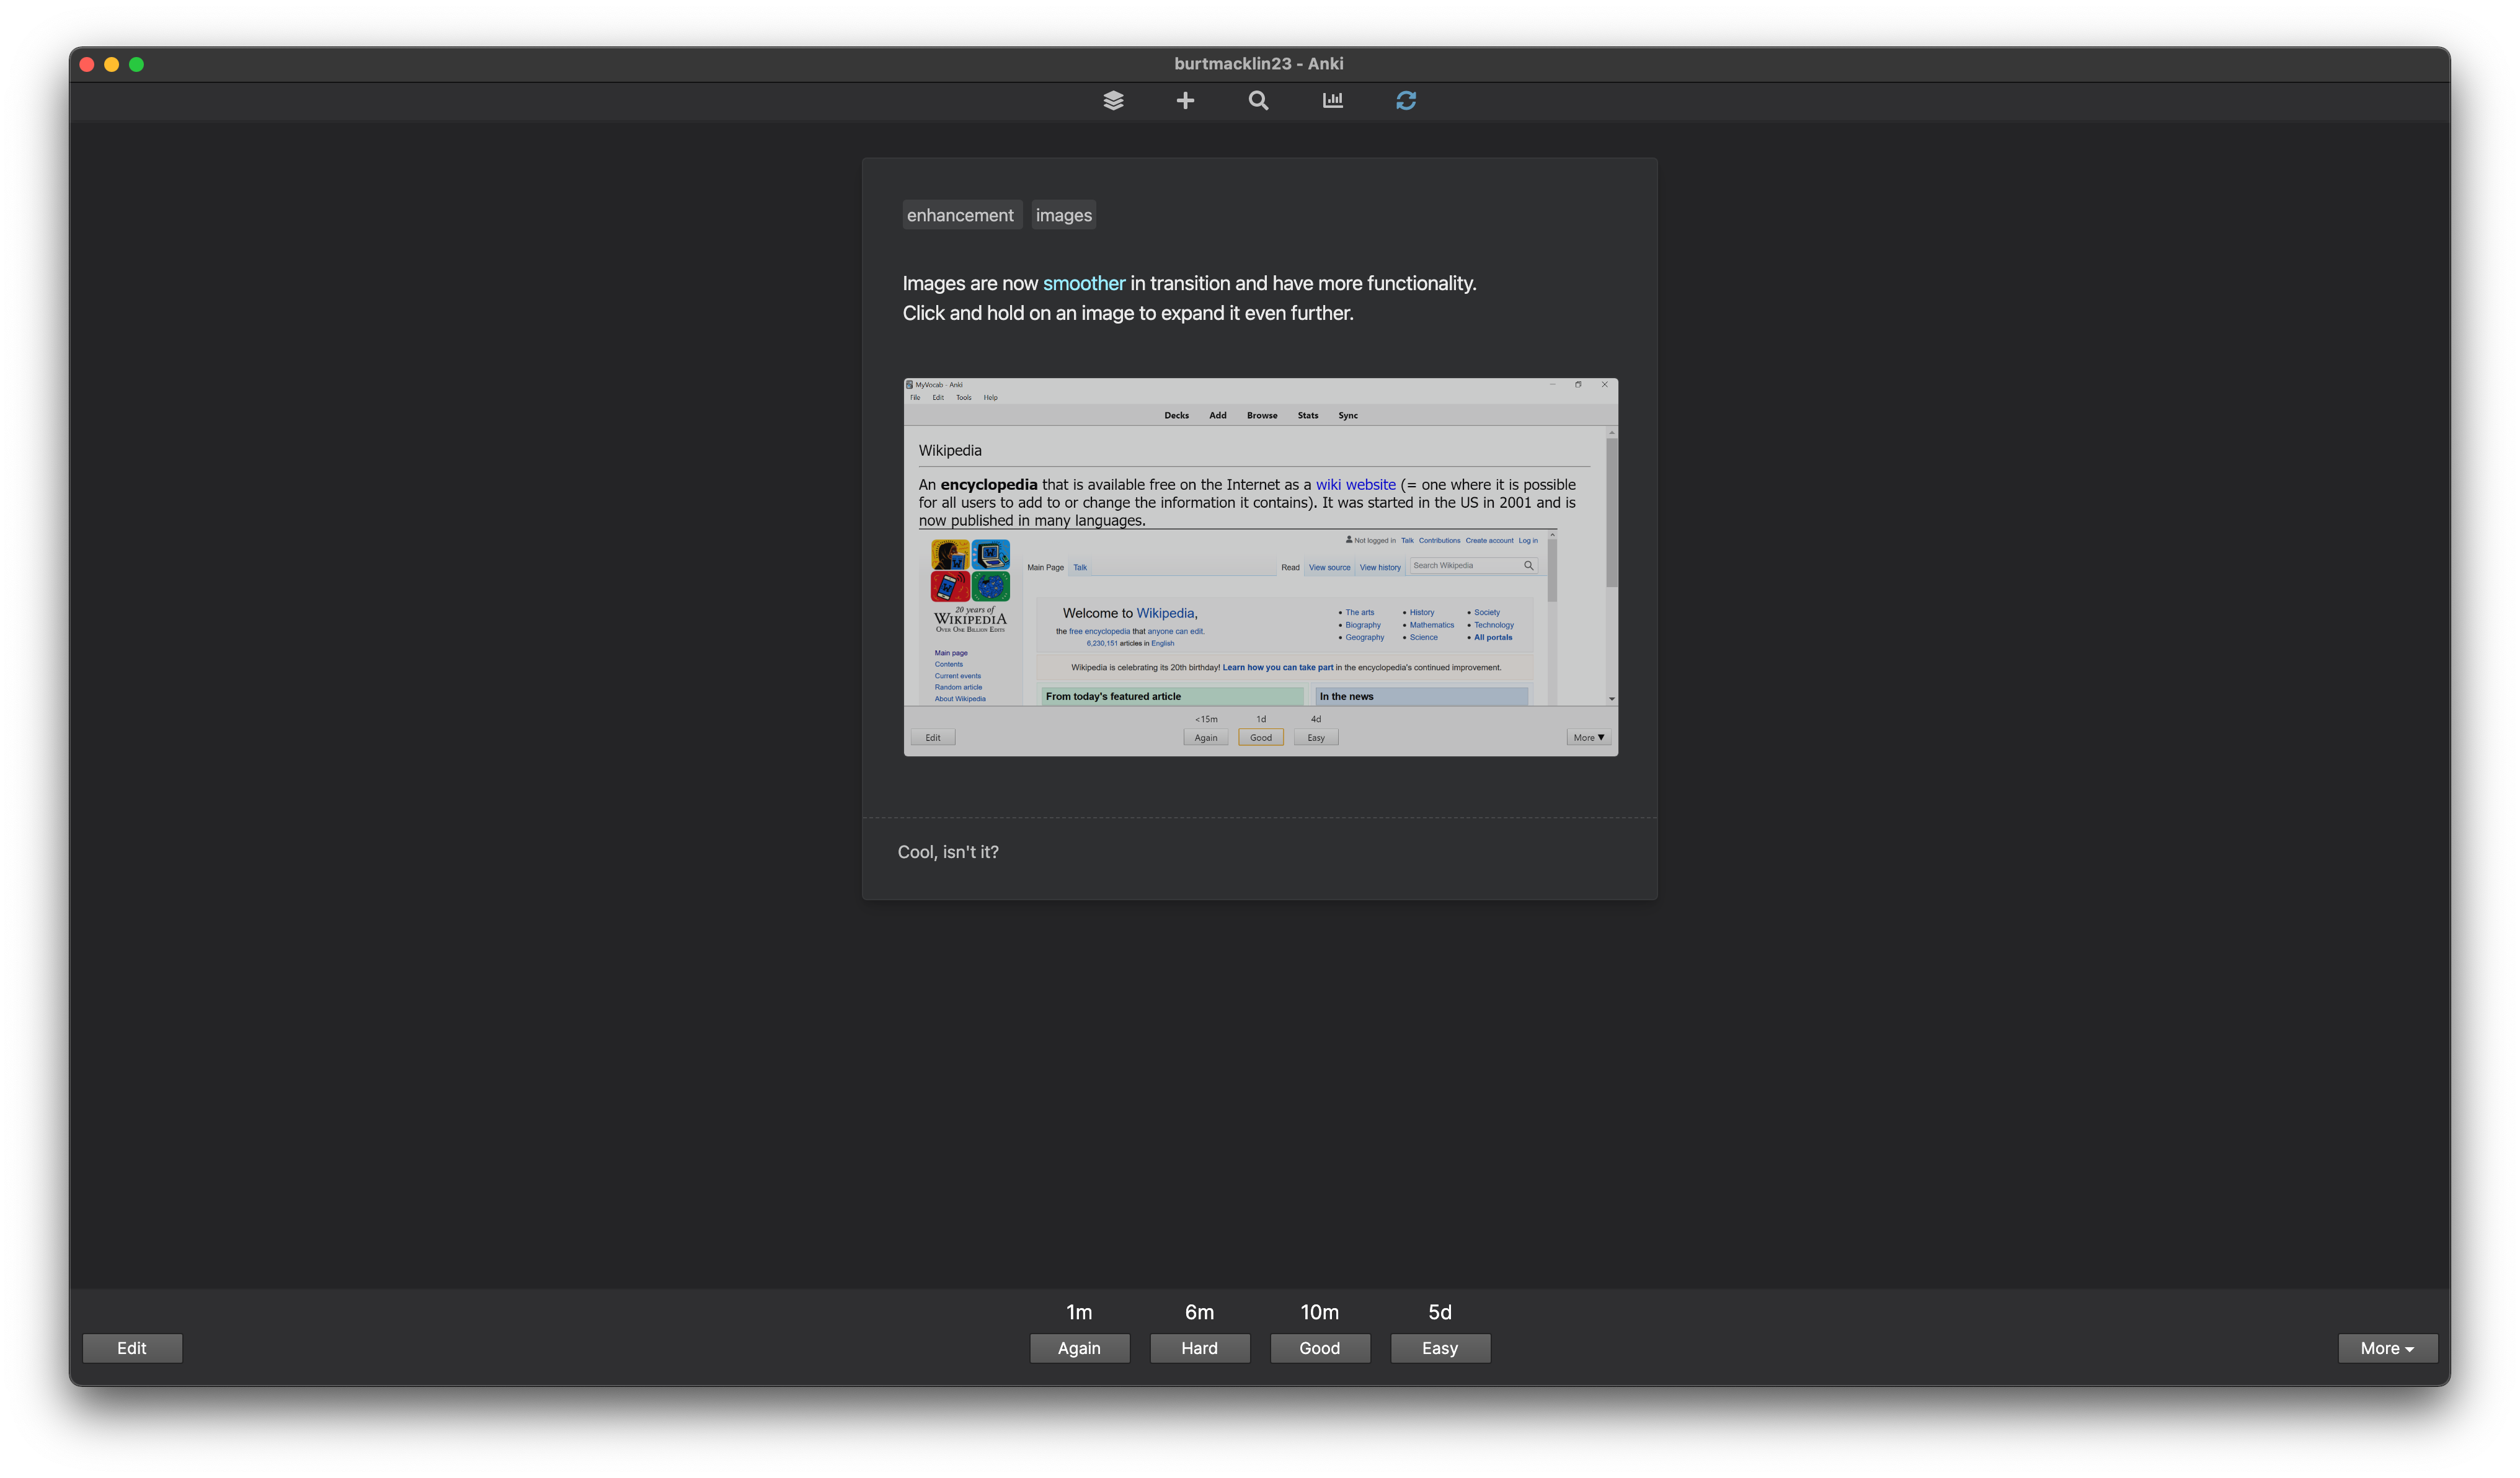 burtmacklin23 - Anki
enhancement images
Images are now smoother in transition and have more functionality.
Click and hold on an image to expand it even further.
MyVocab - Anki
File Edit Tools Help
Decks Add Browse Stats Sync
Wikipedia
An encyclopedia that is available free on the Internet as a wiki website (= one where it is possible
for all users to add to or change the information it contains). It was started in the US in 2001 and is
now published in many languages.
Not logged in Talk Contributions Create account Log in
Main Page Talk Read View source View history Search Wikipedia
20 years of
WIKIPEDIA
OVER ONE BILLION EDITS
Welcome to Wikipedia,
the free encyclopedia that anyone can edit.
6,230,151 articles in English
• The arts • History • Society
• Biography • Mathematics • Technology
• Geography • Science • All portals
Main page
Contents
Current events
Random article
About Wikipedia
Wikipedia is celebrating its 20th birthday! Learn how you can take part in the encyclopedia's continued improvement.
From today's featured article In the news
<15m 1d 4d
Edit Again Good Easy More ▼
Cool, isn't it?
1m 6m 10m 5d
Edit Again Hard Good Easy More